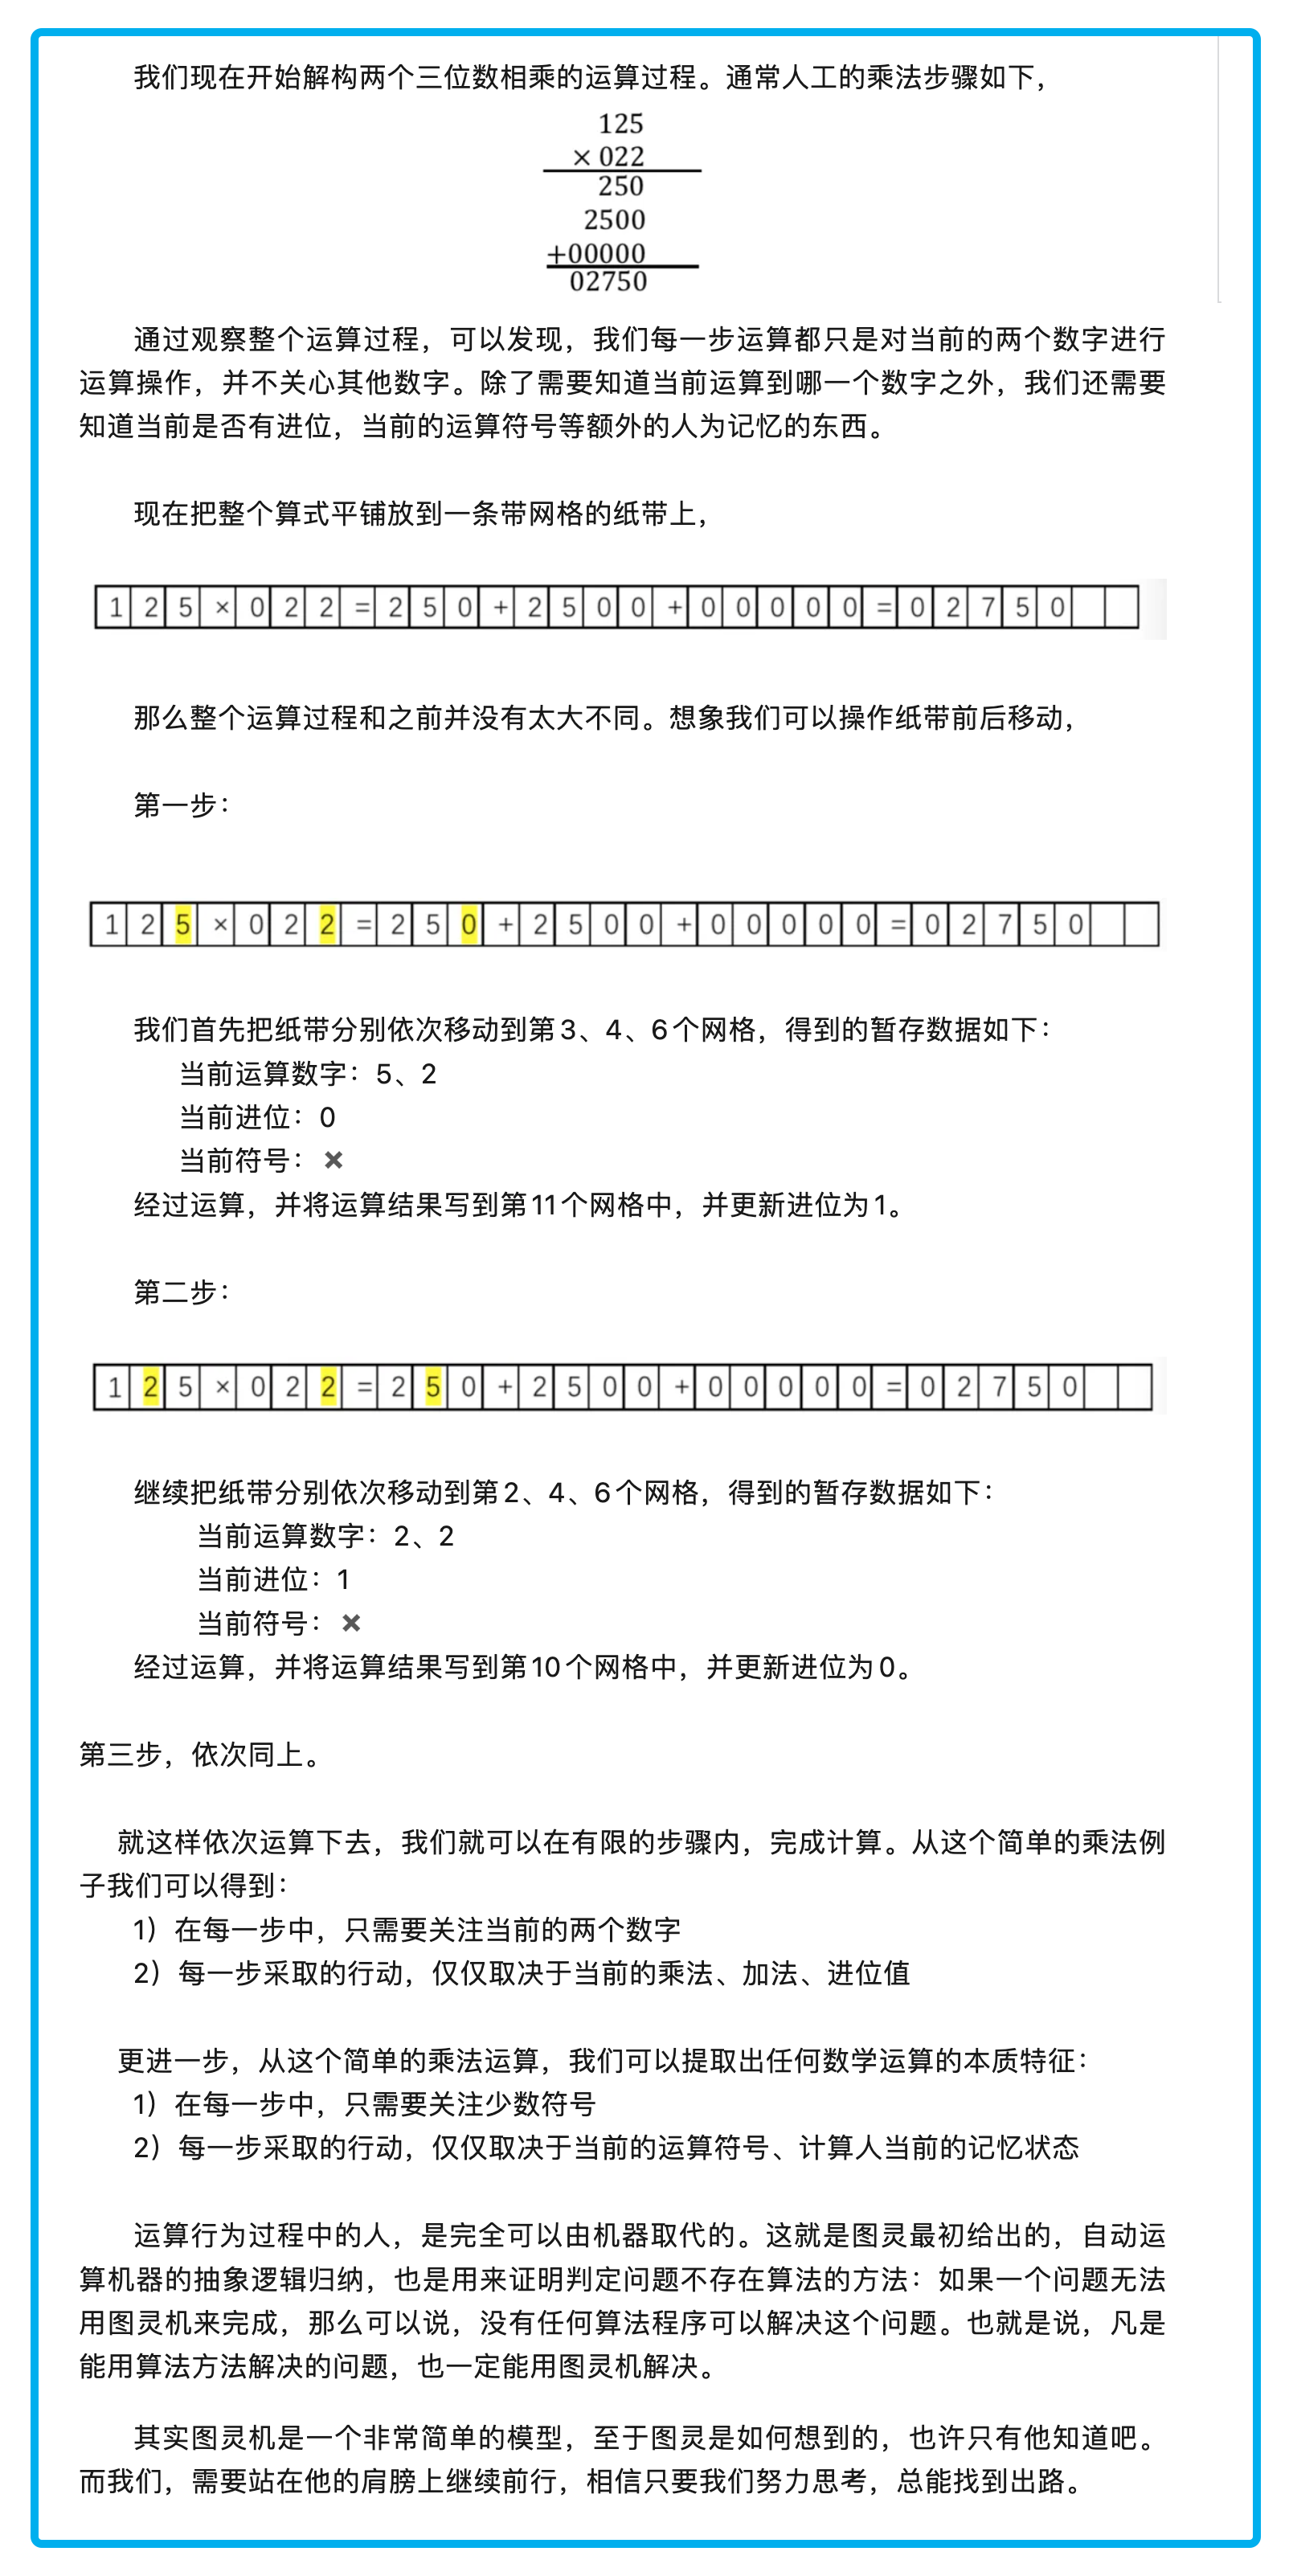 我们现在开始解构两个三位数相乘的运算过程。通常人工的乘法步骤如下，
125
×022
250
2500
+00000
02750
通过观察整个运算过程，可以发现，我们每一步运算都只是对当前的两个数字进行
运算操作，并不关心其他数字。除了需要知道当前运算到哪一个数字之外，我们还需要
知道当前是否有进位，当前的运算符号等额外的人为记忆的东西。
现在把整个算式平铺放到一条带网格的纸带上，
1 2 5 × 0 2 2 = 2 5 0 + 2 5 0 0 + 0 0 0 0 0 = 0 2 7 5 0
那么整个运算过程和之前并没有太大不同。想象我们可以操作纸带前后移动，
第一步：
1 2 5 × 0 2 2 = 2 5 0 + 2 5 0 0 + 0 0 0 0 0 = 0 2 7 5 0
我们首先把纸带分别依次移动到第3、4、6个网格，得到的暂存数据如下：
当前运算数字：5、2
当前进位：0
当前符号：✖
经过运算，并将运算结果写到第11个网格中，并更新进位为1。
第二步：
1 2 5 × 0 2 2 = 2 5 0 + 2 5 0 0 + 0 0 0 0 0 = 0 2 7 5 0
继续把纸带分别依次移动到第2、4、6个网格，得到的暂存数据如下：
当前运算数字：2、2
当前进位：1
当前符号：✖
经过运算，并将运算结果写到第10个网格中，并更新进位为0。
第三步，依次同上。
就这样依次运算下去，我们就可以在有限的步骤内，完成计算。从这个简单的乘法例
子我们可以得到：
1）在每一步中，只需要关注当前的两个数字
2）每一步采取的行动，仅仅取决于当前的乘法、加法、进位值
更进一步，从这个简单的乘法运算，我们可以提取出任何数学运算的本质特征：
1）在每一步中，只需要关注少数符号
2）每一步采取的行动，仅仅取决于当前的运算符号、计算人当前的记忆状态
运算行为过程中的人，是完全可以由机器取代的。这就是图灵最初给出的，自动运
算机器的抽象逻辑归纳，也是用来证明判定问题不存在算法的方法：如果一个问题无法
用图灵机来完成，那么可以说，没有任何算法程序可以解决这个问题。也就是说，凡是
能用算法方法解决的问题，也一定能用图灵机解决。
其实图灵机是一个非常简单的模型，至于图灵是如何想到的，也许只有他知道吧。
而我们，需要站在他的肩膀上继续前行，相信只要我们努力思考，总能找到出路。